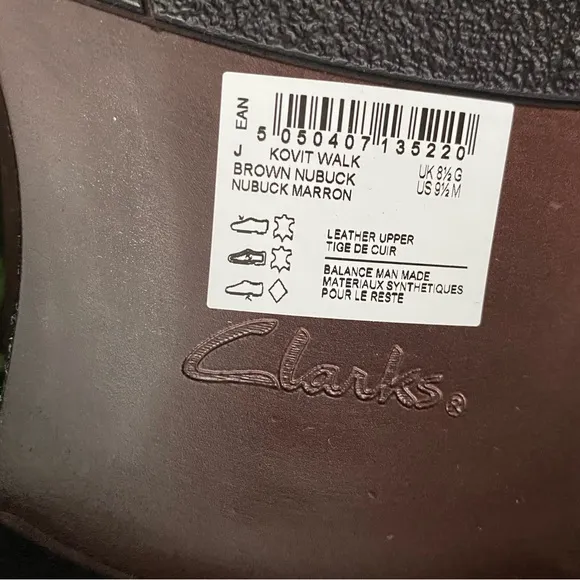 EAN
5 050407 135220
J KOVIT WALK
BROWN NUBUCK
NUBUCK MARRON
UK 8½ G
US 9½ M
LEATHER UPPER
TIGE DE CUIR
BALANCE MAN MADE
MATERIAUX SYNTHETIQUES
POUR LE RESTE
Clarks®